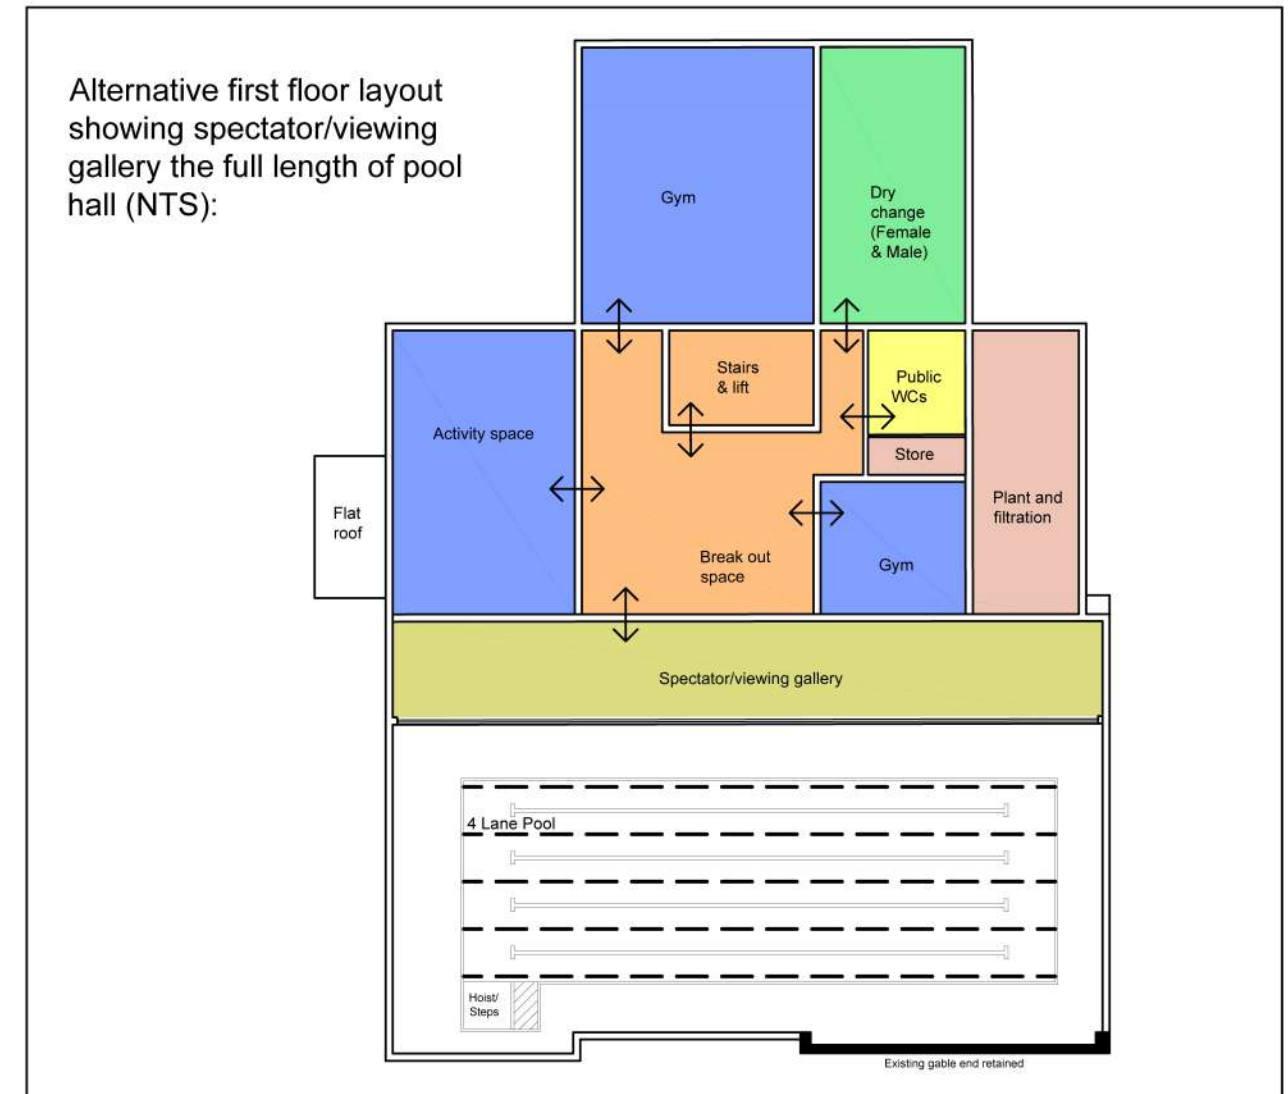 Alternative first floor layout
showing spectator/viewing
gallery the full length of pool
hall (NTS):
Gym
Dry
change
(Female
& Male)
Stairs
& lift
Public
WCs
Activity space
Store
Plant and
filtration
Flat
roof
Break out
space
Gym
Spectator/viewing gallery
4 Lane Pool
Hoist/
Steps
Existing gable end retained